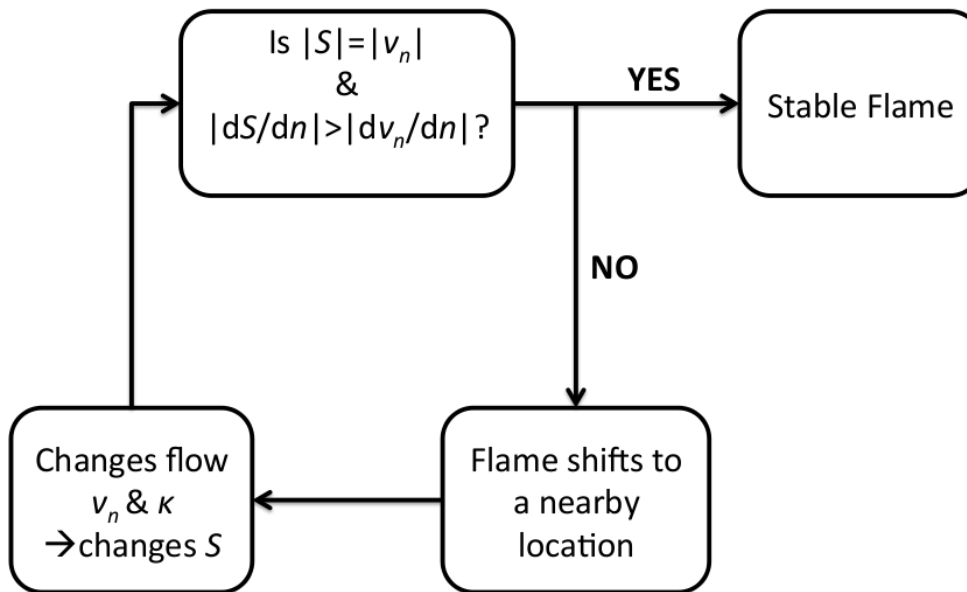 Is |S|=|vₙ|
&
|dS/dn|>|dvₙ/dn| ?
YES
Stable Flame
NO
Changes flow
vₙ & κ
→changes S
Flame shifts to
a nearby
location